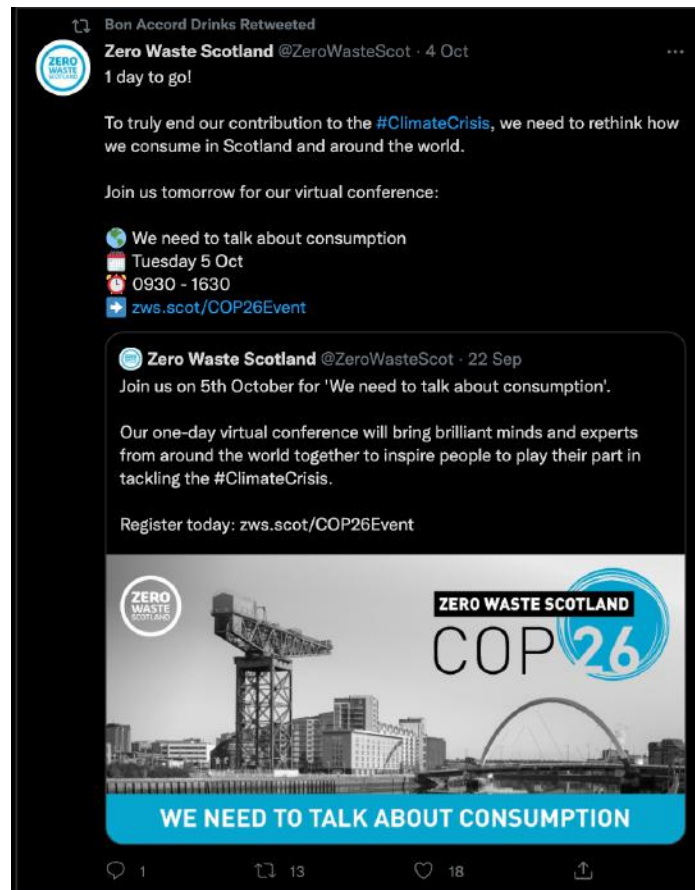 Bon Accord Drinks Retweeted
Zero Waste Scotland @ZeroWasteScot · 4 Oct
1 day to go!
To truly end our contribution to the #ClimateCrisis, we need to rethink how
we consume in Scotland and around the world.
Join us tomorrow for our virtual conference:
We need to talk about consumption
Tuesday 5 Oct
0930 - 1630
zws.scot/COP26Event
Zero Waste Scotland @ZeroWasteScot · 22 Sep
Join us on 5th October for 'We need to talk about consumption'.
Our one-day virtual conference will bring brilliant minds and experts
from around the world together to inspire people to play their part in
tackling the #ClimateCrisis.
Register today: zws.scot/COP26Event
ZERO
WASTE
SCOTLAND
ZERO WASTE SCOTLAND
COP26
WE NEED TO TALK ABOUT CONSUMPTION
1 13 18